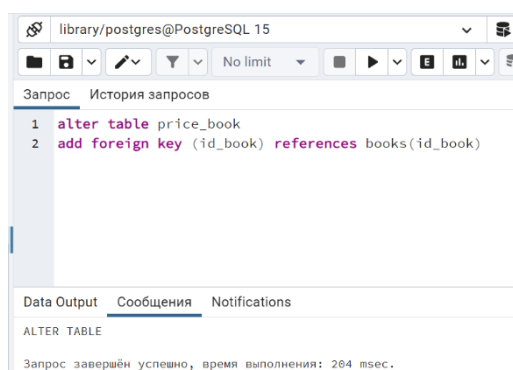 library/postgres@PostgreSQL 15
No limit
E
Запрос История запросов
1 alter table price_book
2 add foreign key (id_book) references books(id_book)
Data Output Сообщения Notifications
ALTER TABLE
Запрос завершён успешно, время выполнения: 204 msec.